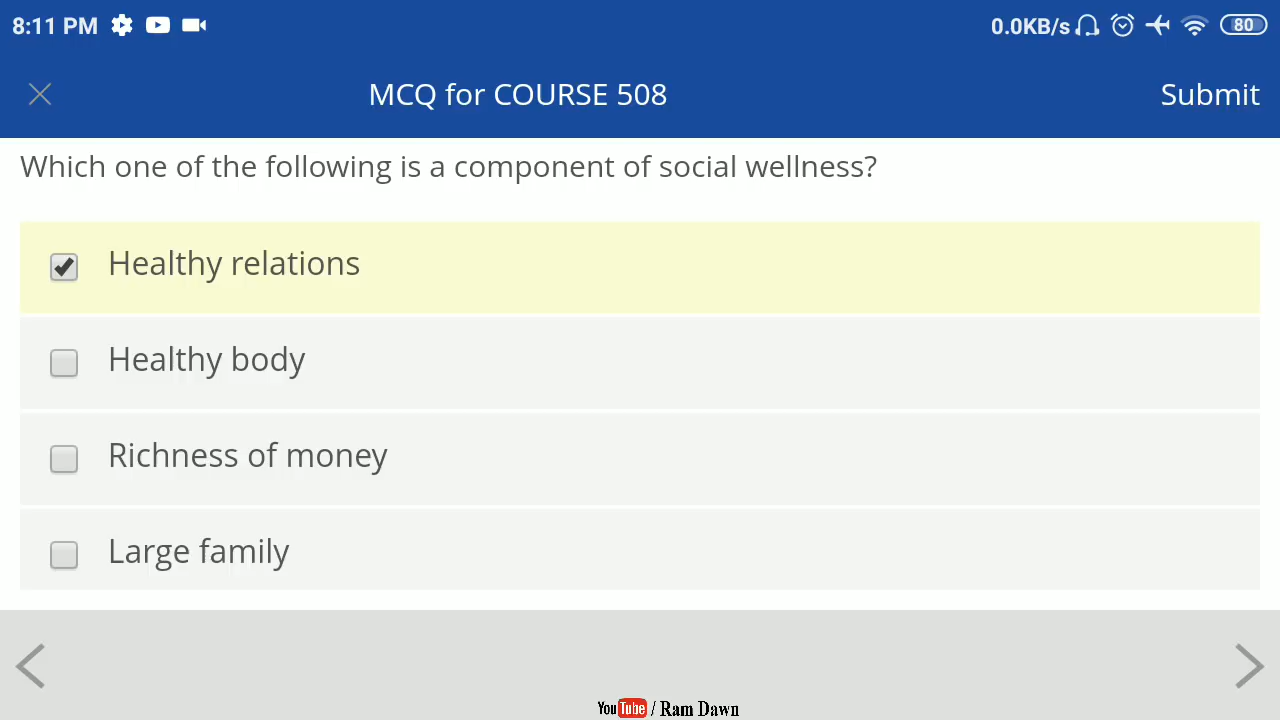 8:11 PM 0.0KB/s 80
MCQ for COURSE 508 Submit
Which one of the following is a component of social wellness?
Healthy relations
Healthy body
Richness of money
Large family
YouTube / Ram Dawn